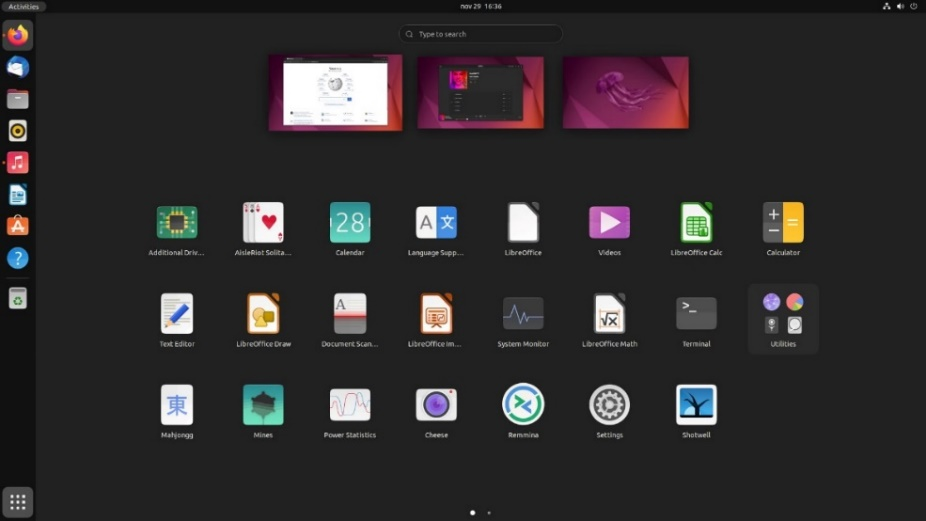 Activities
nov 29 16:36
Type to search
Additional Driv...
AisleRiot Solita...
28
Calendar
A 文
Language Supp...
LibreOffice
Videos
LibreOffice Calc
Calculator
Text Editor
LibreOffice Draw
A
Document Scan...
LibreOffice Im...
System Monitor
√x
LibreOffice Math
>_
Terminal
Utilities
東
Mahjongg
Mines
Power Statistics
Cheese
Remmina
Settings
Shotwell